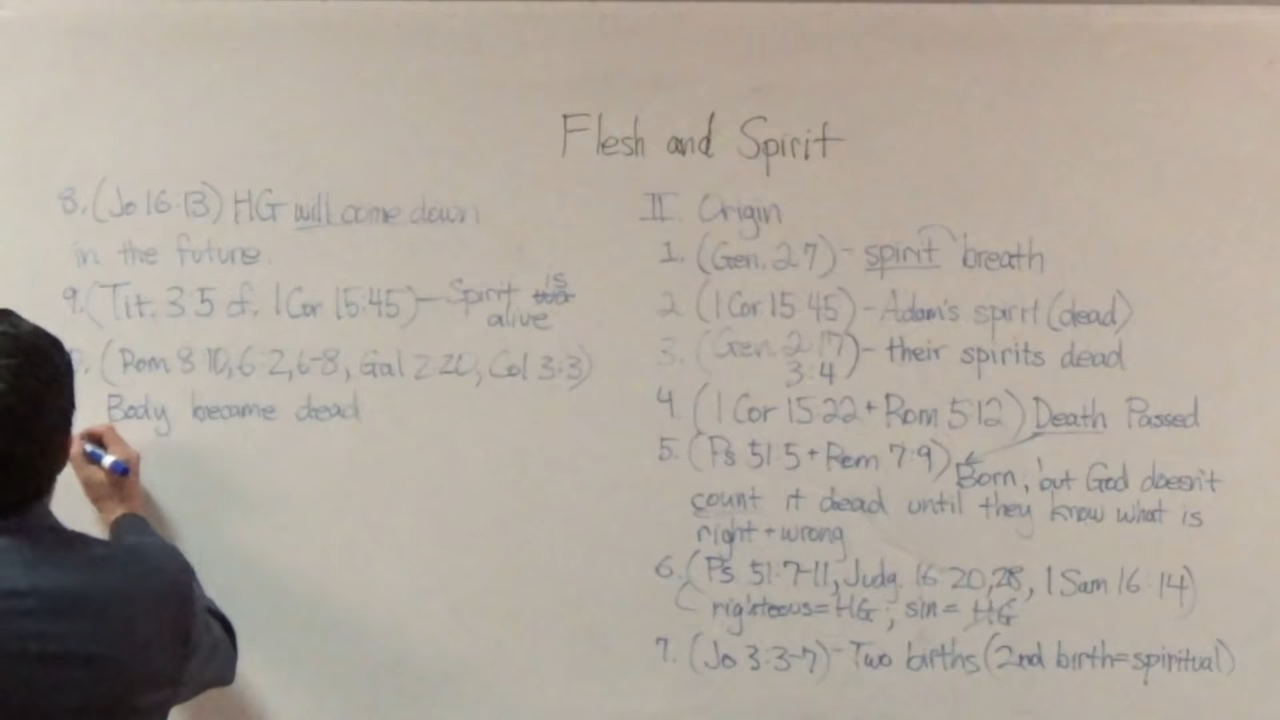 Flesh and Spirit
II. Origin
1. (Gen. 2:7) - spirit breath
2. (1 Cor 15:45) - Adam's spirit (dead)
3. (Gen. 2:17) - their spirits dead
3:4
4. (1 Cor 15:22 + Rom 5:12) Death Passed
5. (Ps 51:5 + Rom 7:9) Born, but God doesn't
count it dead until they know what is
right + wrong
6. (Ps 51:7-11, Judg. 16:20,28, 1 Sam 16:14)
righteous = HG; sin = HG
7. (Jo 3:3-7) - Two births (2nd birth=spiritual)
8. (Jo 16:13) HG will come down
in the future.
9. (Tit. 3:5 cf. 1 Cor 15:45) - Spirit is
alive
(Rom 8:10, 6:2, 6-8, Gal 2:20, Col 3:3)
Body became dead